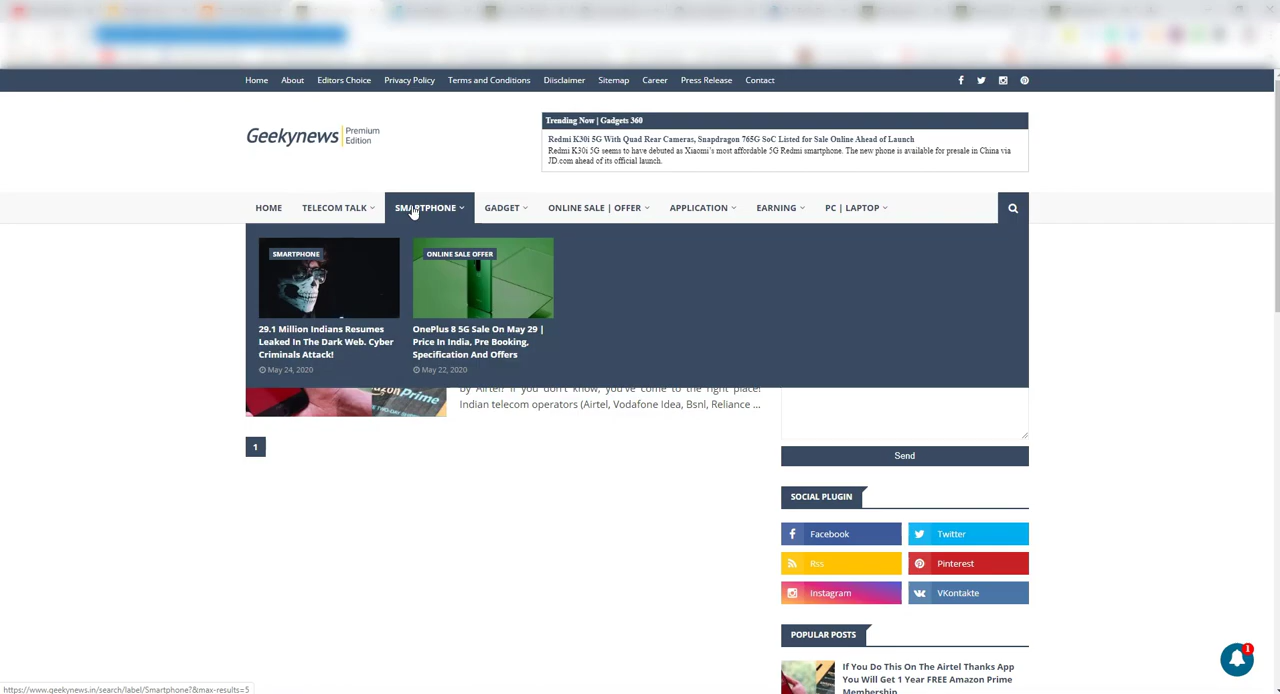 Home About Editors Choice Privacy Policy Terms and Conditions Diisclaimer Sitemap Career Press Release Contact
Geekynews Premium
Edition
Trending Now | Gadgets 360
Redmi K30i 5G With Quad Rear Cameras, Snapdragon 765G SoC Listed for Sale Online Ahead of Launch
Redmi K30i 5G seems to have debuted as Xiaomi's most affordable 5G Redmi smartphone. The new phone is available for presale in China via
JD.com ahead of its official launch.
HOME TELECOM TALK SMARTPHONE GADGET ONLINE SALE | OFFER APPLICATION EARNING PC | LAPTOP
SMARTPHONE
29.1 Million Indians Resumes
Leaked In The Dark Web. Cyber
Criminals Attack!
May 24, 2020
ONLINE SALE OFFER
OnePlus 8 5G Sale On May 29 |
Price In India, Pre Booking,
Specification And Offers
May 22, 2020
amazonPrime
by Airtel? If you don't know, you've come to the right place!
Indian telecom operators (Airtel, Vodafone Idea, Bsnl, Reliance ...
1
Send
SOCIAL PLUGIN
Facebook Twitter
Rss Pinterest
Instagram VKontakte
POPULAR POSTS
If You Do This On The Airtel Thanks App
You Will Get 1 Year FREE Amazon Prime
Membership
1
https://www.geekynews.in/search/label/Smartphone?&max-results=5